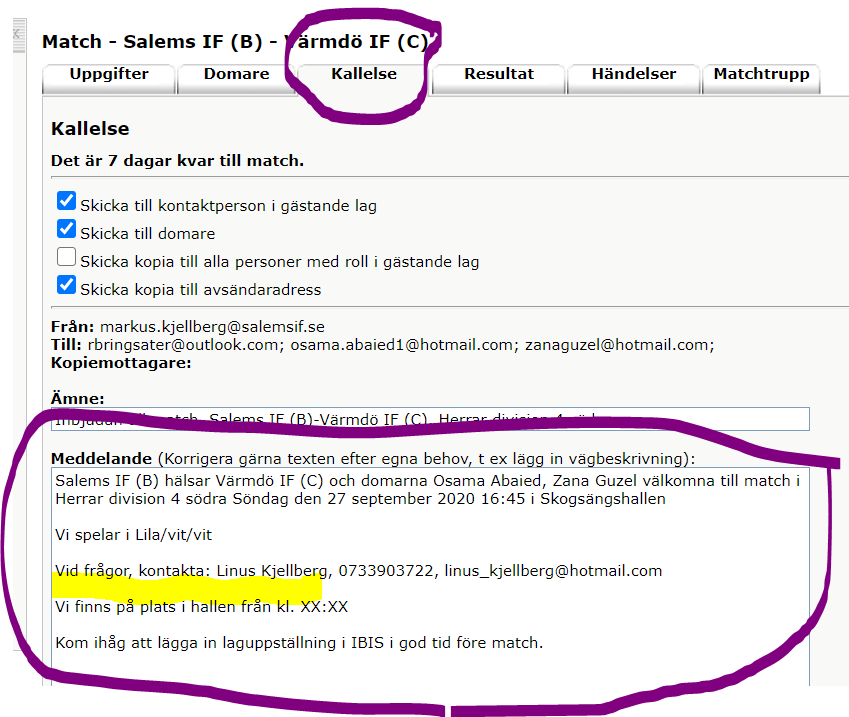 Match - Salems IF (B) - Värmdö IF (C)
Uppgifter Domare Kallelse Resultat Händelser Matchtrupp
Kallelse
Det är 7 dagar kvar till match.
Skicka till kontaktperson i gästande lag
Skicka till domare
Skicka kopia till alla personer med roll i gästande lag
Skicka kopia till avsändaradress
Från: markus.kjellberg@salemsif.se
Till: rbringsater@outlook.com; osama.abaied1@hotmail.com; zanaguzel@hotmail.com;
Kopiemottagare:
Ämne:
Inbjudan till match, Salems IF (B)-Värmdö IF (C), Herrar division 4 södra
Meddelande (Korrigera gärna texten efter egna behov, t ex lägg in vägbeskrivning):
Salems IF (B) hälsar Värmdö IF (C) och domarna Osama Abaied, Zana Guzel välkomna till match i
Herrar division 4 södra Söndag den 27 september 2020 16:45 i Skogsängshallen
Vi spelar i Lila/vit/vit
Vid frågor, kontakta: Linus Kjellberg, 0733903722, linus_kjellberg@hotmail.com
Vi finns på plats i hallen från kl. XX:XX
Kom ihåg att lägga in laguppställning i IBIS i god tid före match.